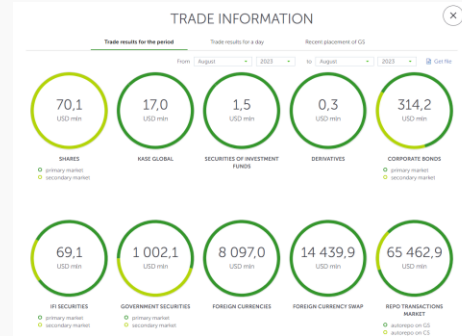 TRADE INFORMATION
Trade results for the period
Trade results for a day
Recent placement of GS
From August 2023 to August 2023 Get file
70,1 17,0 1,5 0,3 314,2
USD mln USD mln USD mln USD mln USD mln
SHARES KASE GLOBAL SECURITIES OF INVESTMENT FUNDS DERIVATIVES CORPORATE BONDS
primary market primary market
secondary market secondary market
69,1 1 002,1 8 097,0 14 439,9 65 462,9
USD mln USD mln USD mln USD mln USD mln
IFI SECURITIES GOVERNMENT SECURITIES FOREIGN CURRENCIES FOREIGN CURRENCY SWAP REPO TRANSACTIONS MARKET
primary market primary market autorepo on GS
secondary market secondary market autorepo on CS